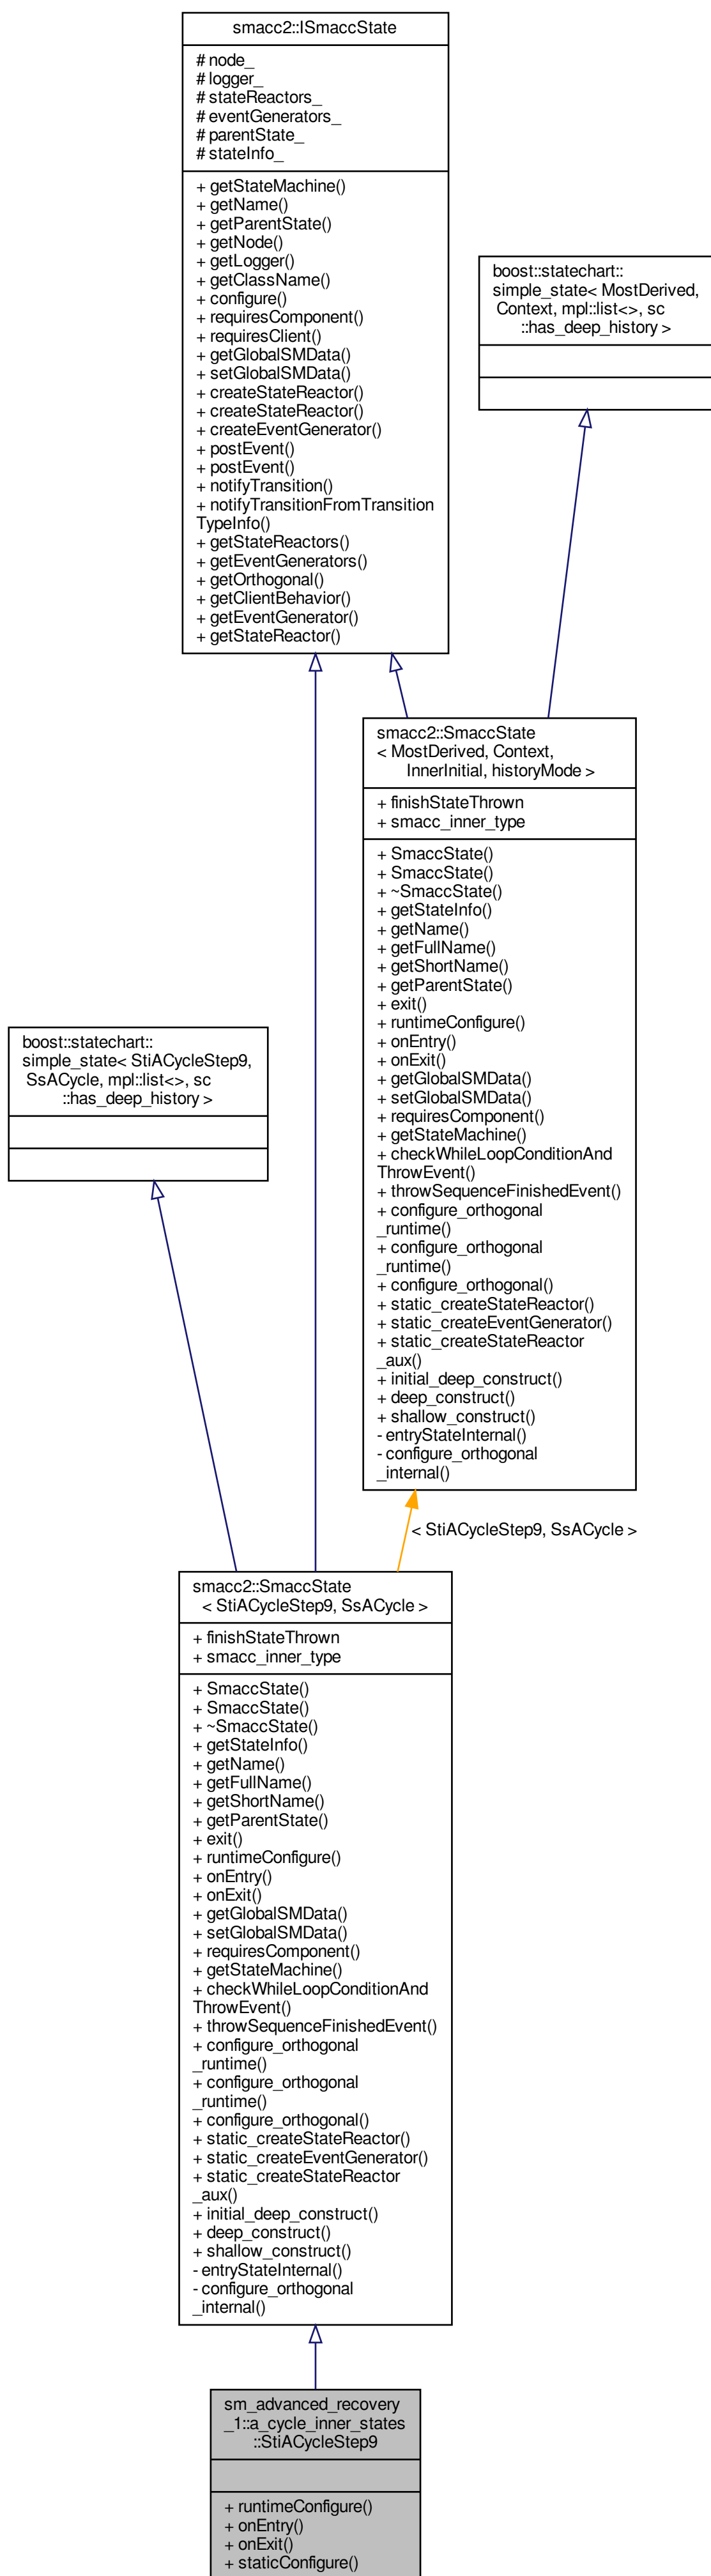 smacc2::ISmaccState
# node_
# logger_
# stateReactors_
# eventGenerators_
# parentState_
# stateInfo_
+ getStateMachine()
+ getName()
+ getParentState()
+ getNode()
+ getLogger()
+ getClassName()
+ configure()
+ requiresComponent()
+ requiresClient()
+ getGlobalSMData()
+ setGlobalSMData()
+ createStateReactor()
+ createStateReactor()
+ createEventGenerator()
+ postEvent()
+ postEvent()
+ notifyTransition()
+ notifyTransitionFromTransition
TypeInfo()
+ getStateReactors()
+ getEventGenerators()
+ getOrthogonal()
+ getClientBehavior()
+ getEventGenerator()
+ getStateReactor()
boost::statechart::
simple_state< MostDerived,
Context, mpl::list<>, sc
::has_deep_history >
smacc2::SmaccState
< MostDerived, Context,
InnerInitial, historyMode >
+ finishStateThrown
+ smacc_inner_type
+ SmaccState()
+ SmaccState()
+ ~SmaccState()
+ getStateInfo()
+ getName()
+ getFullName()
+ getShortName()
+ getParentState()
+ exit()
+ runtimeConfigure()
+ onEntry()
+ onExit()
+ getGlobalSMData()
+ setGlobalSMData()
+ requiresComponent()
+ getStateMachine()
+ checkWhileLoopConditionAnd
ThrowEvent()
+ throwSequenceFinishedEvent()
+ configure_orthogonal
_runtime()
+ configure_orthogonal
_runtime()
+ configure_orthogonal()
+ static_createStateReactor()
+ static_createEventGenerator()
+ static_createStateReactor
_aux()
+ initial_deep_construct()
+ deep_construct()
+ shallow_construct()
- entryStateInternal()
- configure_orthogonal
_internal()
boost::statechart::
simple_state< StiACycleStep9,
SsACycle, mpl::list<>, sc
::has_deep_history >
< StiACycleStep9, SsACycle >
smacc2::SmaccState
< StiACycleStep9, SsACycle >
+ finishStateThrown
+ smacc_inner_type
+ SmaccState()
+ SmaccState()
+ ~SmaccState()
+ getStateInfo()
+ getName()
+ getFullName()
+ getShortName()
+ getParentState()
+ exit()
+ runtimeConfigure()
+ onEntry()
+ onExit()
+ getGlobalSMData()
+ setGlobalSMData()
+ requiresComponent()
+ getStateMachine()
+ checkWhileLoopConditionAnd
ThrowEvent()
+ throwSequenceFinishedEvent()
+ configure_orthogonal
_runtime()
+ configure_orthogonal
_runtime()
+ configure_orthogonal()
+ static_createStateReactor()
+ static_createEventGenerator()
+ static_createStateReactor
_aux()
+ initial_deep_construct()
+ deep_construct()
+ shallow_construct()
- entryStateInternal()
- configure_orthogonal
_internal()
sm_advanced_recovery
_1::a_cycle_inner_states
::StiACycleStep9
+ runtimeConfigure()
+ onEntry()
+ onExit()
+ staticConfigure()